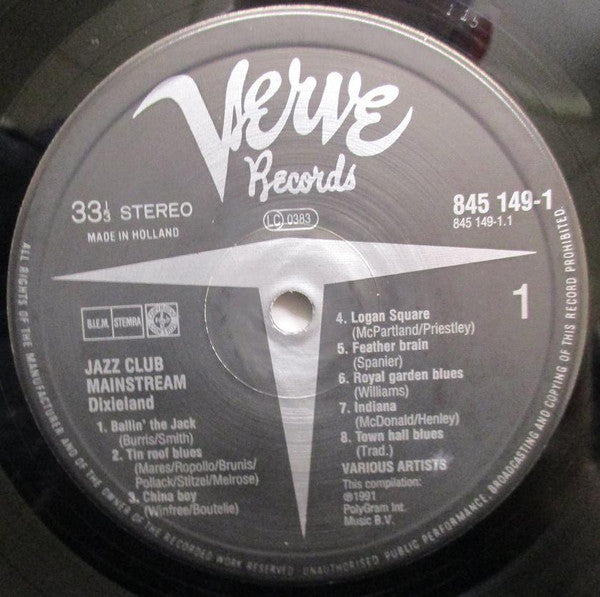 115
Verve
Records
33⅓ STEREO
MADE IN HOLLAND
LC 0383
845 149-1
845 149-1.1
1
B.I.E.M. STEMRA
JAZZ CLUB
MAINSTREAM
Dixieland
1. Ballin' the Jack
(Burris/Smith)
2. Tin roof blues
(Mares/Ropollo/Brunis/
Pollack/Stitzel/Melrose)
3. China boy
(Winfree/Boutelie)
4. Logan Square
(McPartland/Priestley)
5. Feather brain
(Spanier)
6. Royal garden blues
(Williams)
7. Indiana
(McDonald/Henley)
8. Town hall blues
(Trad.)
VARIOUS ARTISTS
This compilation:
℗1991
PolyGram Int.
Music B.V.
ALL RIGHTS OF THE MANUFACTURER AND OF THE OWNER OF THE RECORDED WORK RESERVED. UNAUTHORISED PUBLIC PERFORMANCE, BROADCASTING AND COPYING OF THIS RECORD PROHIBITED.